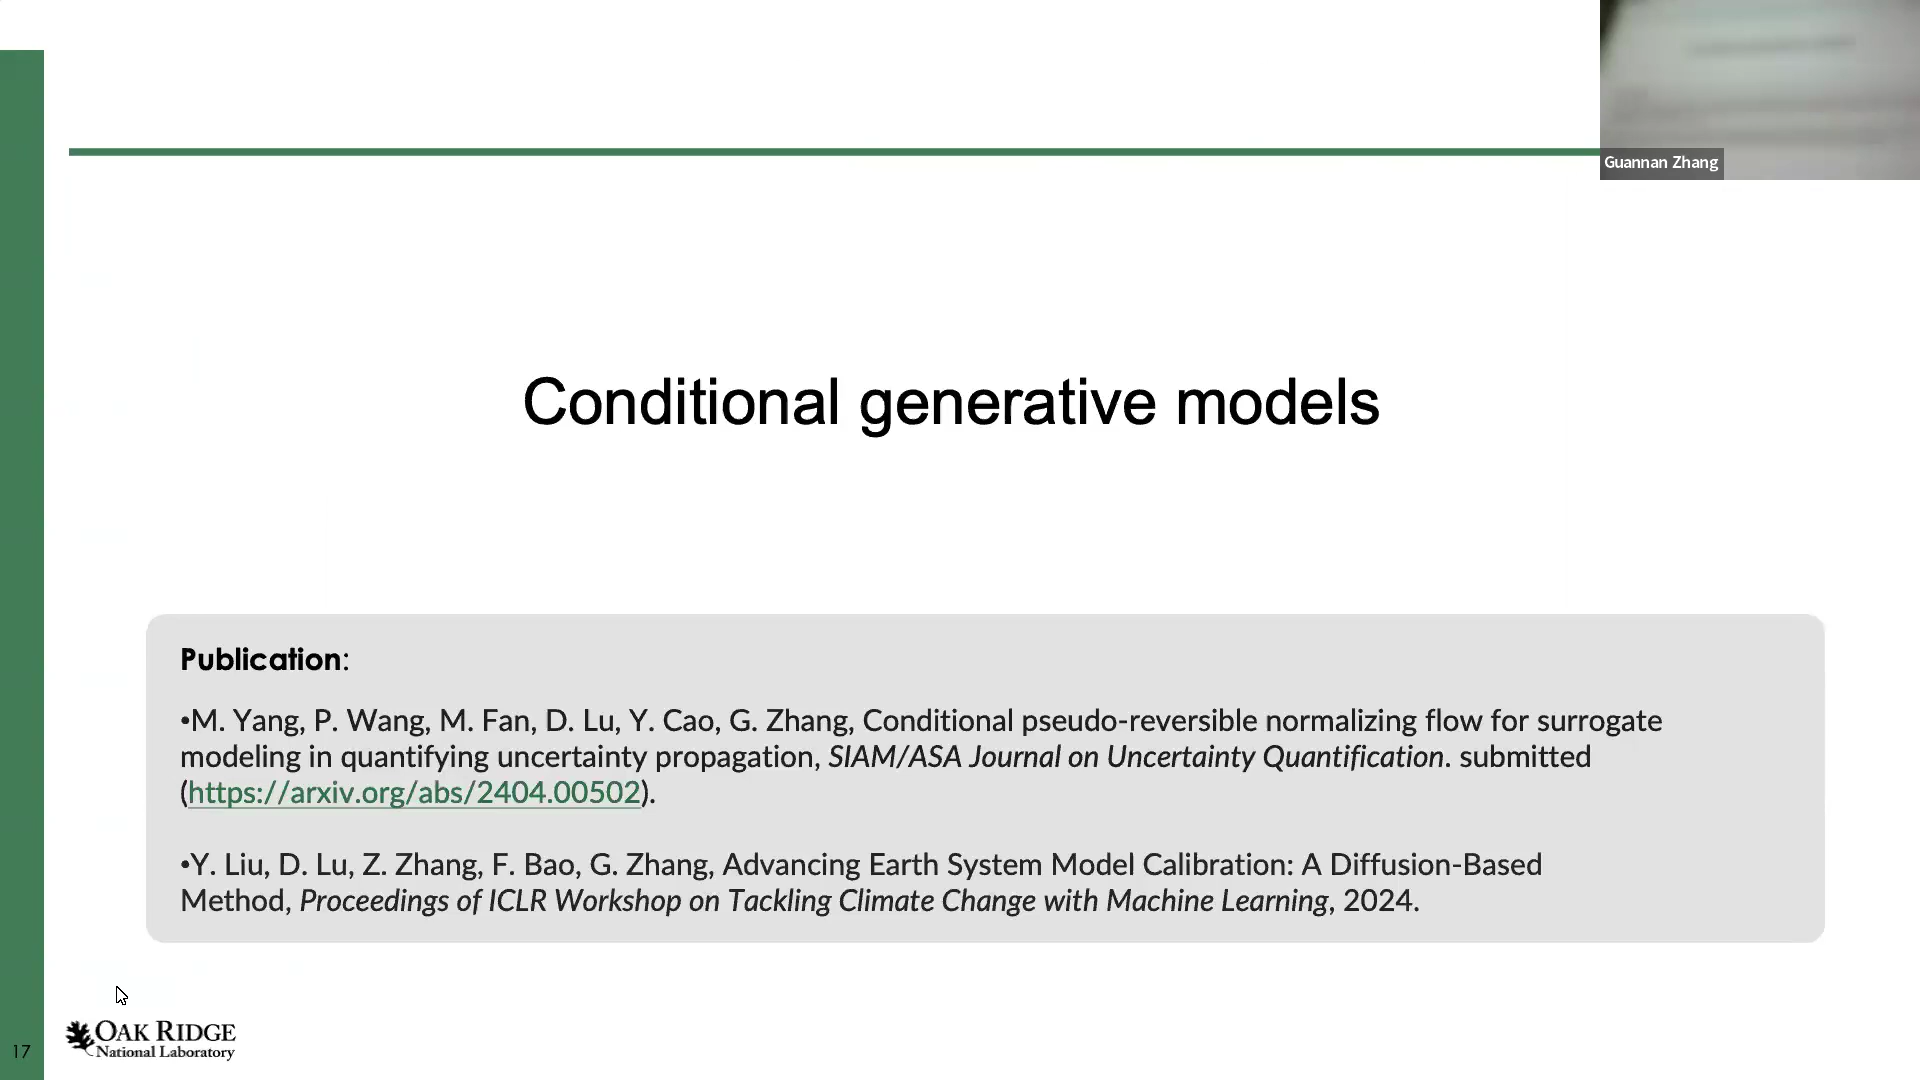 Guannan Zhang
Conditional generative models
Publication:
•M. Yang, P. Wang, M. Fan, D. Lu, Y. Cao, G. Zhang, Conditional pseudo-reversible normalizing flow for surrogate
modeling in quantifying uncertainty propagation, SIAM/ASA Journal on Uncertainty Quantification. submitted
(https://arxiv.org/abs/2404.00502).
•Y. Liu, D. Lu, Z. Zhang, F. Bao, G. Zhang, Advancing Earth System Model Calibration: A Diffusion-Based
Method, Proceedings of ICLR Workshop on Tackling Climate Change with Machine Learning, 2024.
17
OAK RIDGE
National Laboratory